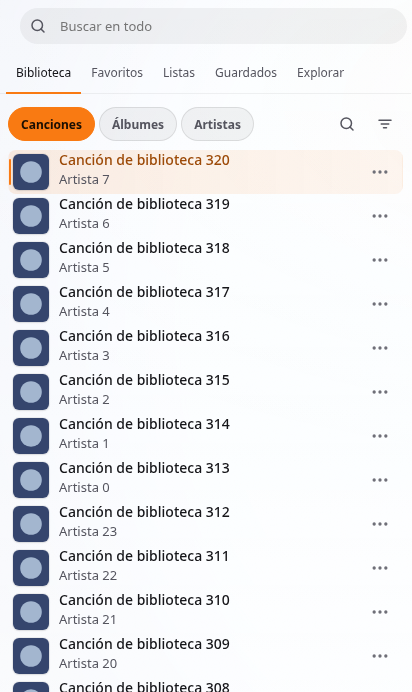 Buscar en todo
Biblioteca Favoritos Listas Guardados Explorar
Canciones Álbumes Artistas
Canción de biblioteca 320
Artista 7
Canción de biblioteca 319
Artista 6
Canción de biblioteca 318
Artista 5
Canción de biblioteca 317
Artista 4
Canción de biblioteca 316
Artista 3
Canción de biblioteca 315
Artista 2
Canción de biblioteca 314
Artista 1
Canción de biblioteca 313
Artista 0
Canción de biblioteca 312
Artista 23
Canción de biblioteca 311
Artista 22
Canción de biblioteca 310
Artista 21
Canción de biblioteca 309
Artista 20
Canción de biblioteca 308